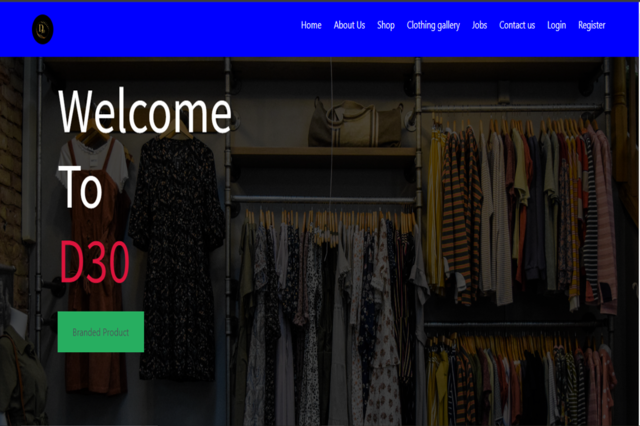 Home About Us Shop Clothing gallery Jobs Contact us Login Register
Welcome
To
D30
Branded Product